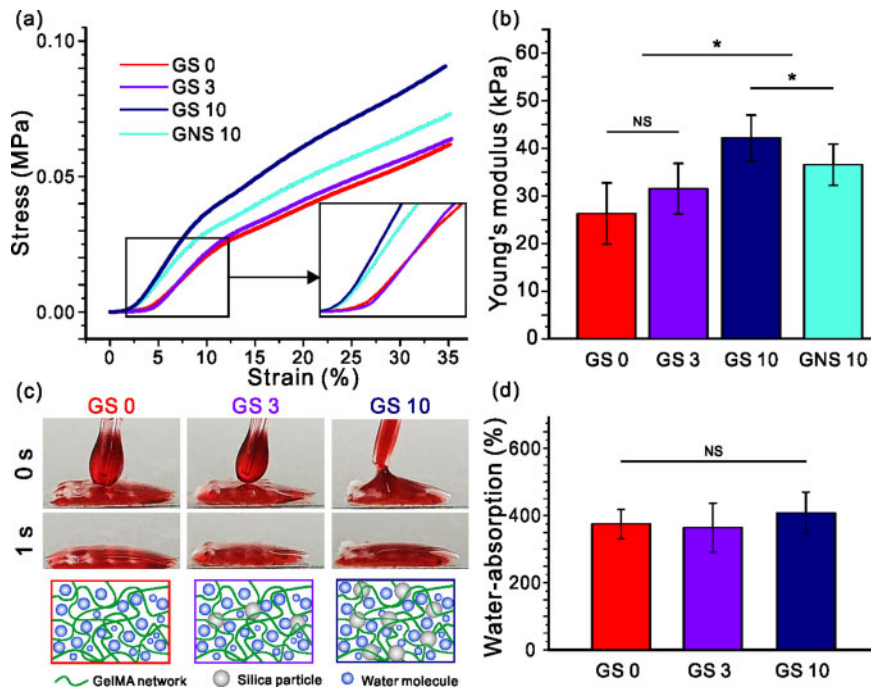 (a)
0.10
0.05
0.00
Stress (MPa)
GS 0
GS 3
GS 10
GNS 10
0 5 10 15 20 25 30 35
Strain (%)
(b)
Young's modulus (kPa)
60
50
40
30
20
10
0
*
*
NS
GS 0 GS 3 GS 10 GNS 10
(c)
GS 0 GS 3 GS 10
0 s
1 s
GelMA network Silica particle Water molecule
(d)
Water-absorption (%)
600
400
200
0
NS
GS 0 GS 3 GS 10